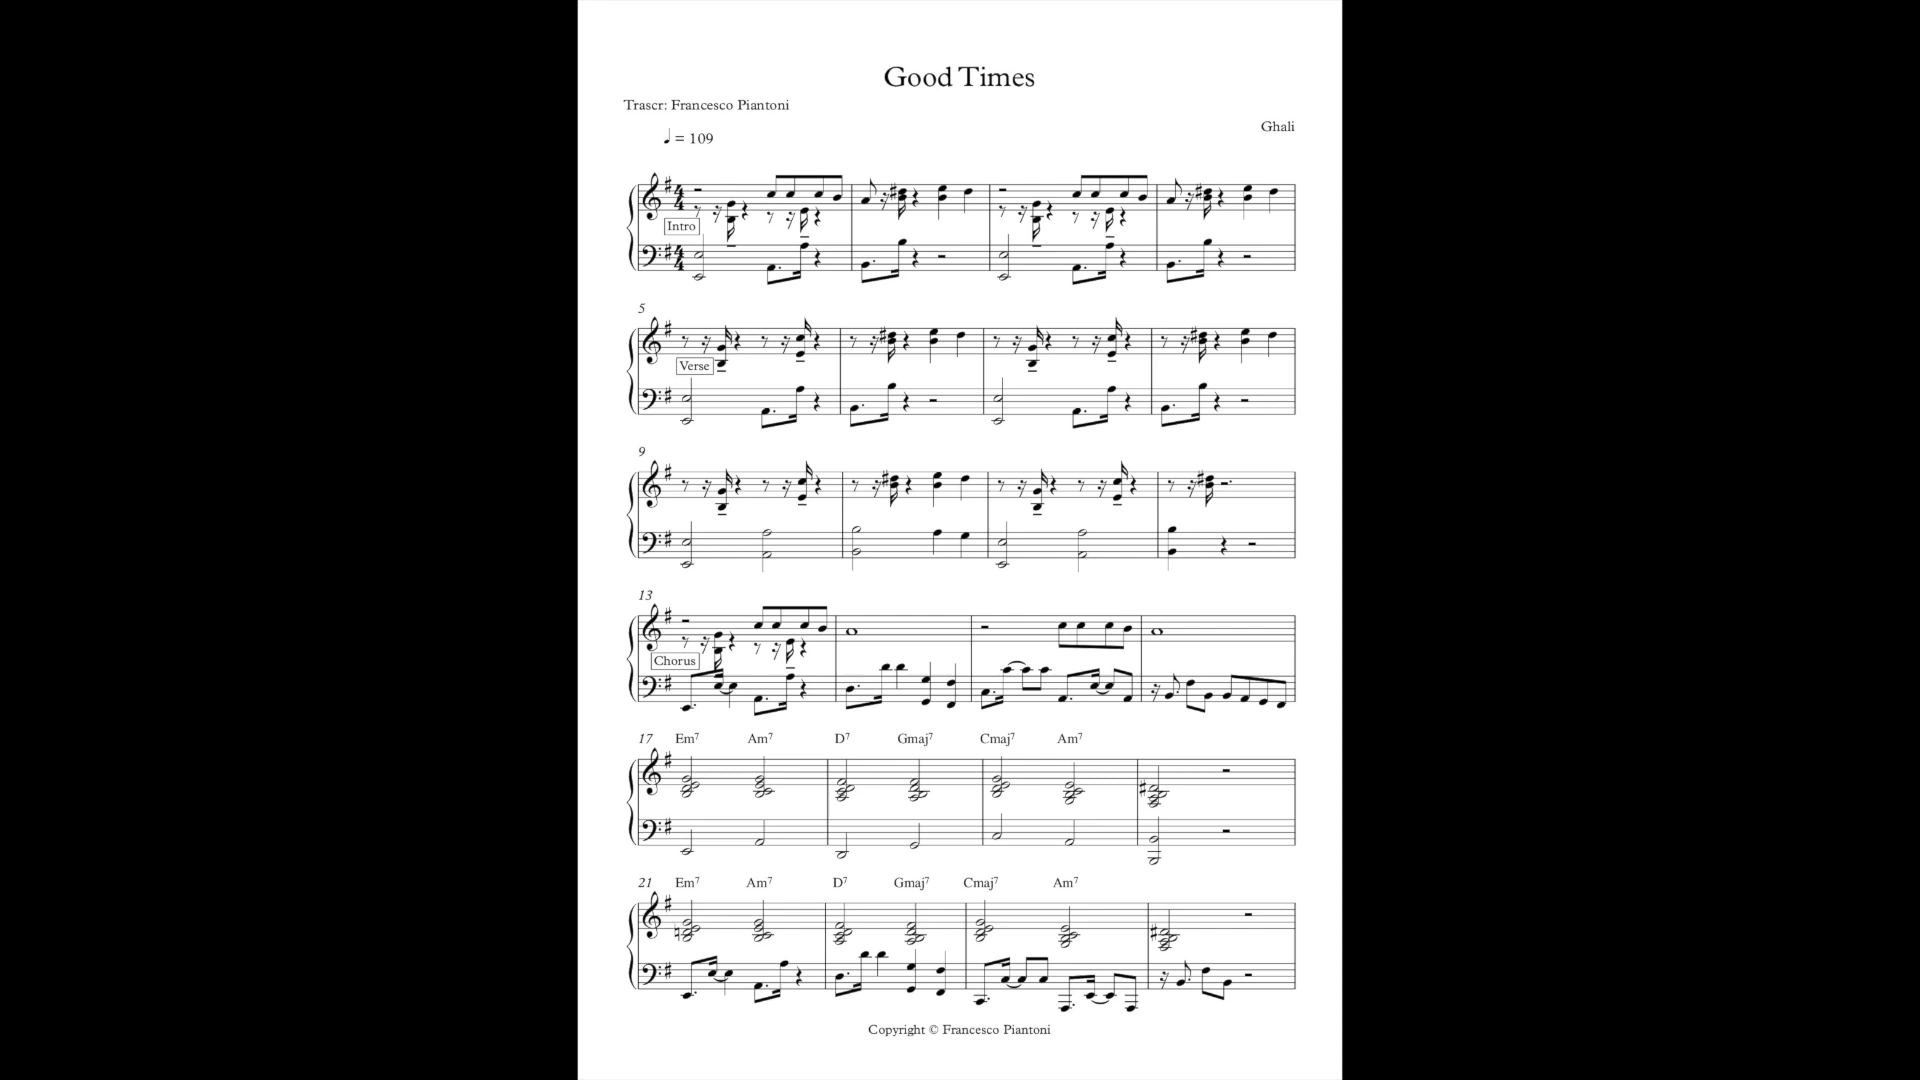 Good Times
Trascr: Francesco Piantoni
Ghali
= 109
Intro
5
Verse
9
13
Chorus
17 Em7 Am7 D7 Gmaj7 Cmaj7 Am7
21 Em7 Am7 D7 Gmaj7 Cmaj7 Am7
Copyright © Francesco Piantoni